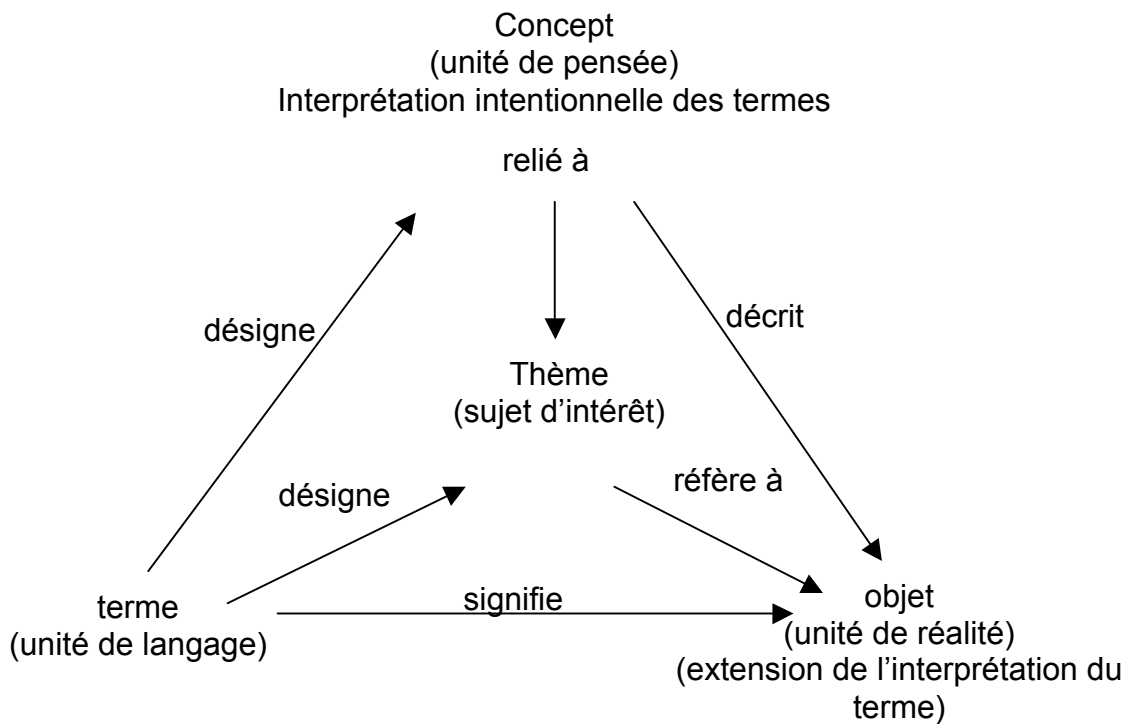 Concept
(unité de pensée)
Interprétation intentionnelle des termes
relié à
désigne
décrit
Thème
(sujet d’intérêt)
désigne
réfère à
terme
(unité de langage)
signifie
objet
(unité de réalité)
(extension de l’interprétation du
terme)